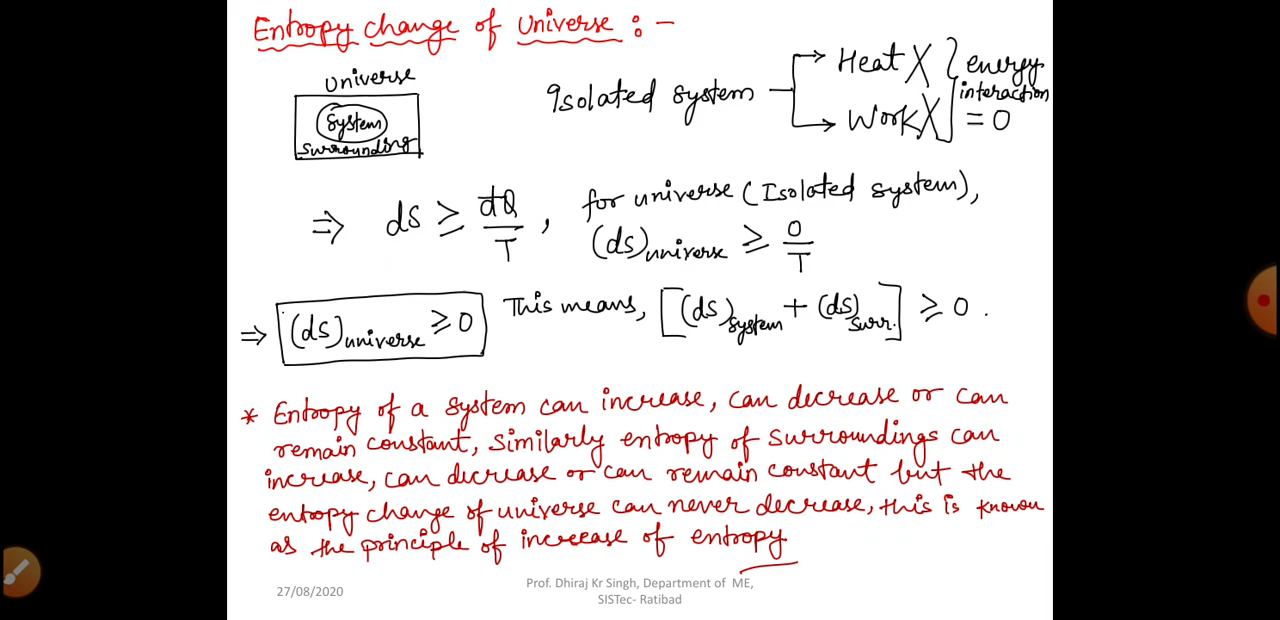 Entropy change of Universe :-
Universe
System
Surrounding
Isolated system
Heat X
Work X
energy
interaction
= 0
⇒ ds ≥ đQ/T , for universe (Isolated system),
(ds)universe ≥ 0/T
⇒ (ds)universe ≥ 0 This means, [(ds)system + (ds)surr.] ≥ 0 .
* Entropy of a system can increase, can decrease or can
remain constant, similarly entropy of surroundings can
increase, can decrease or can remain constant but the
entropy change of universe can never decrease, this is known
as the principle of increase of entropy
27/08/2020
Prof. Dhiraj Kr Singh, Department of ME,
SISTec- Ratibad